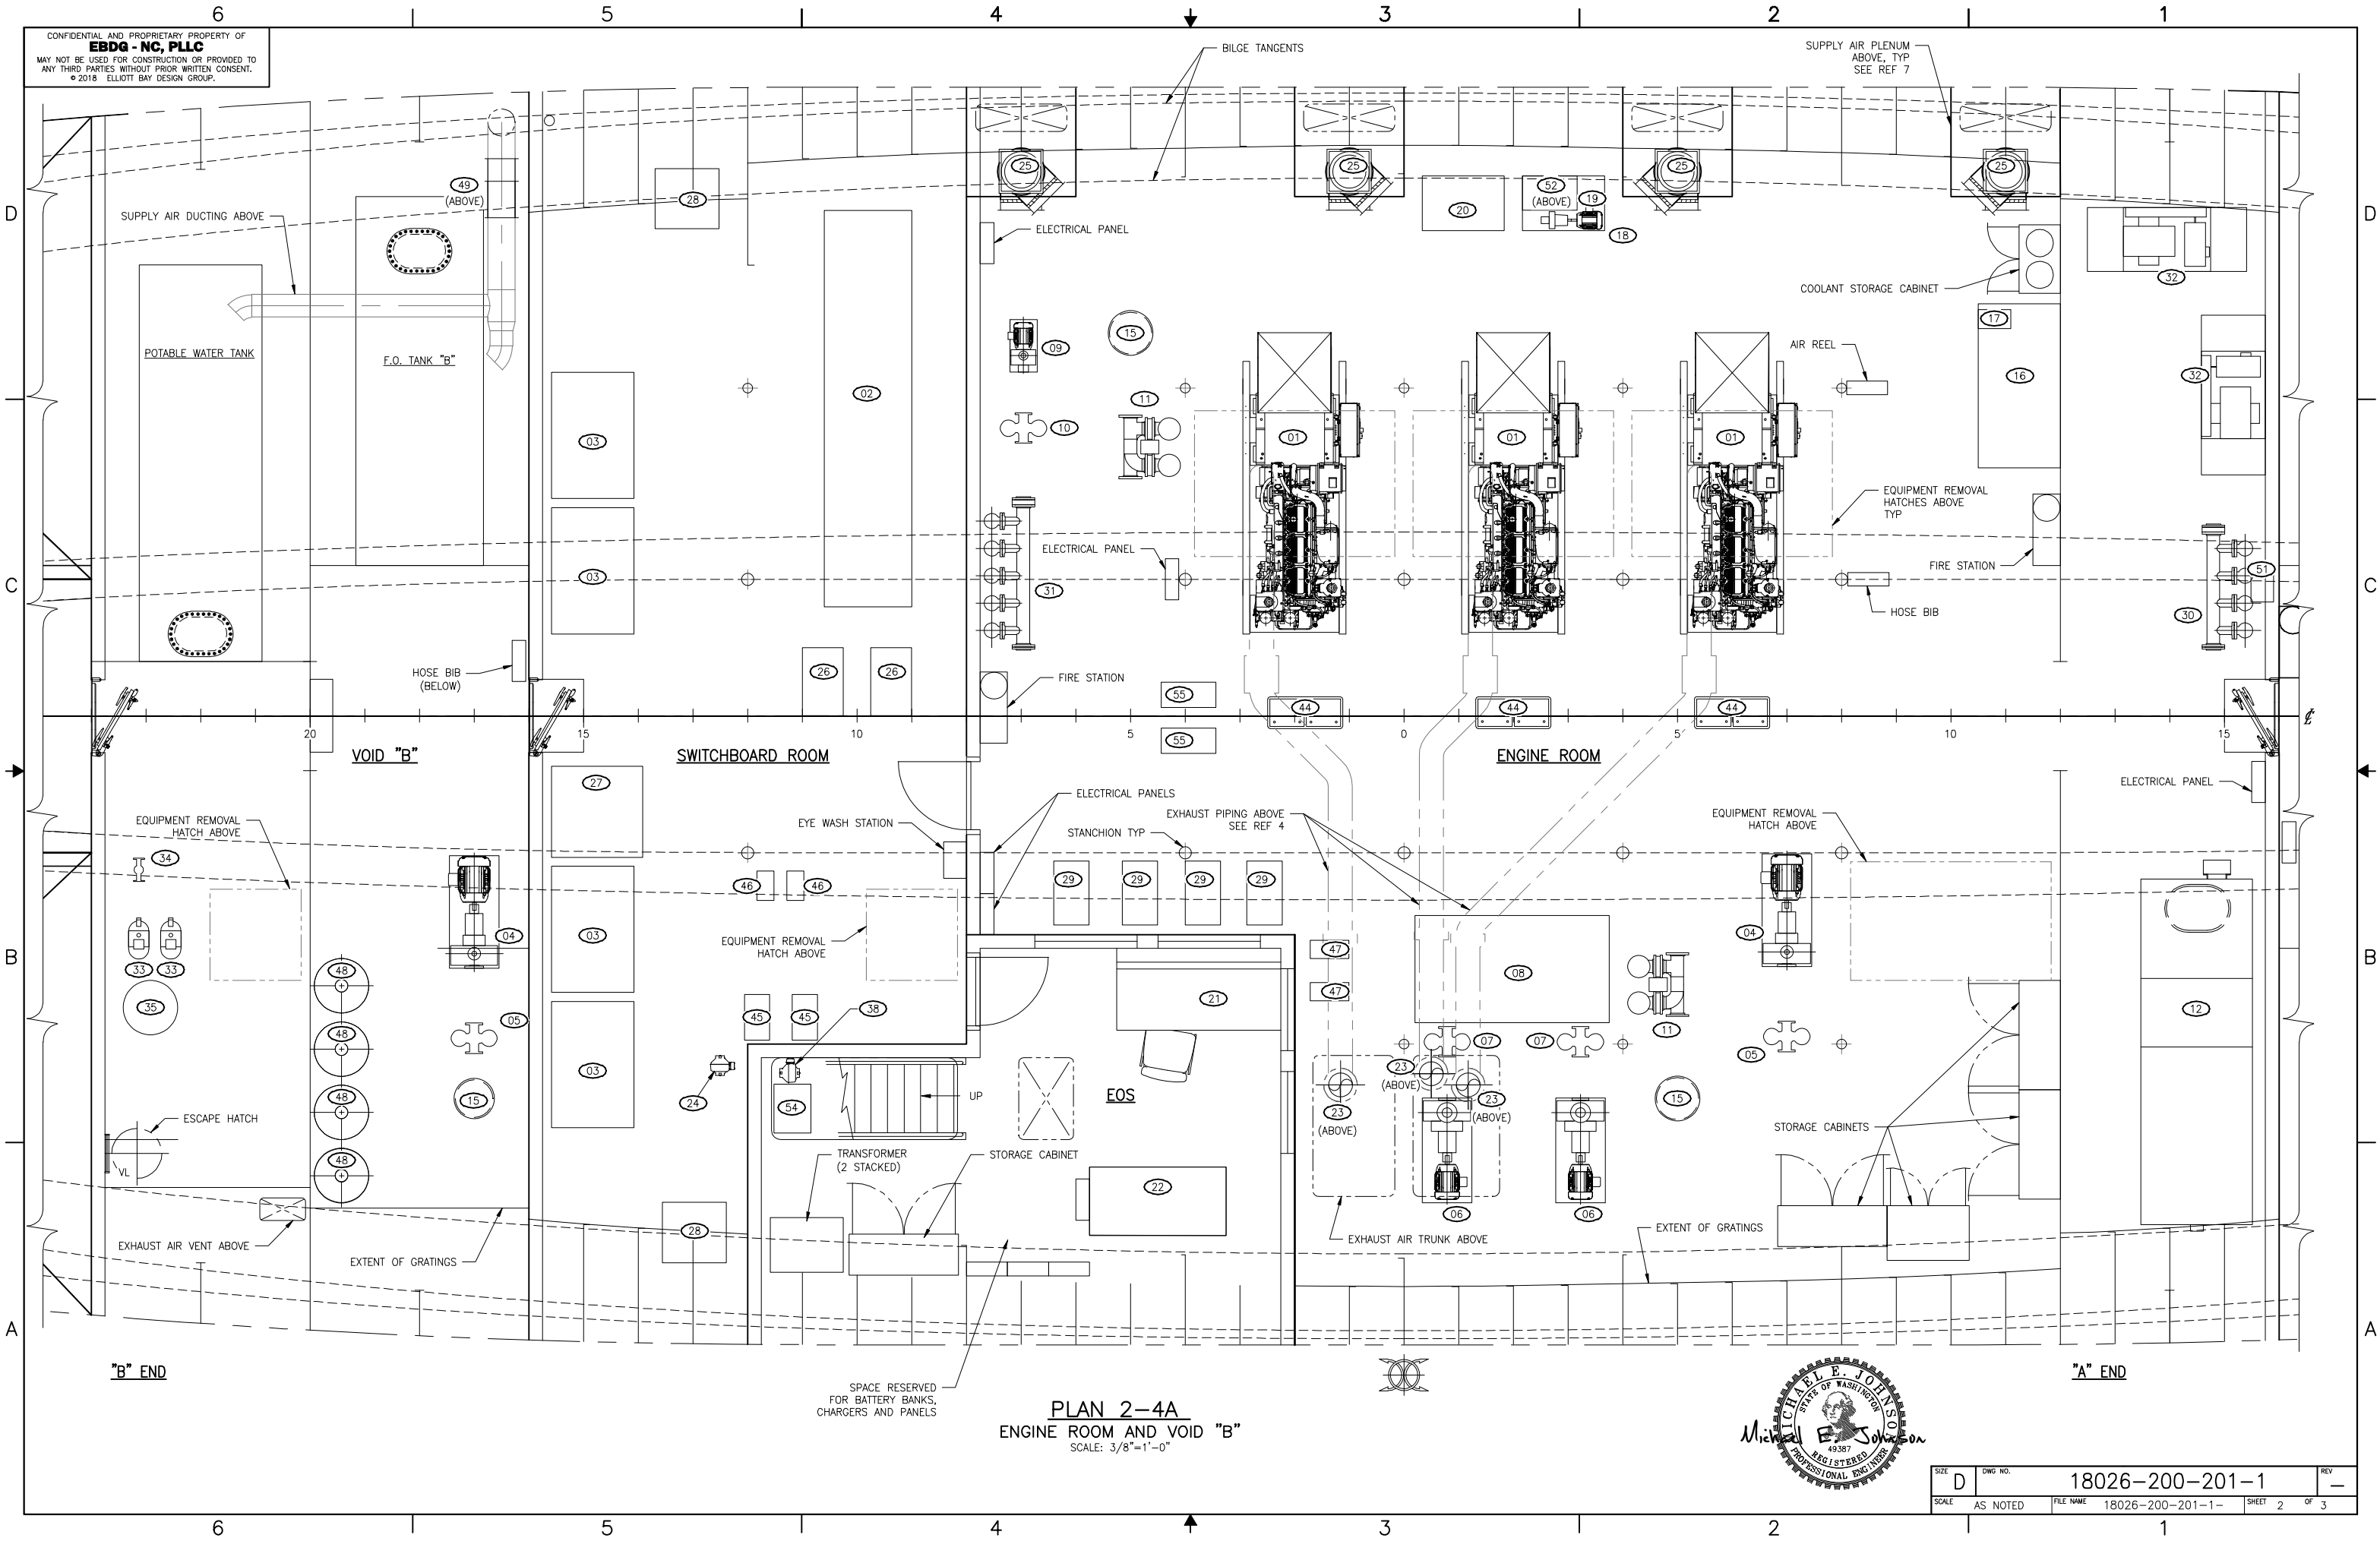 6 5 4 3 2 1
CONFIDENTIAL AND PROPRIETARY PROPERTY OF
EBDG - NC, PLLC
MAY NOT BE USED FOR CONSTRUCTION OR PROVIDED TO
ANY THIRD PARTIES WITHOUT PRIOR WRITTEN CONSENT.
© 2018 ELLIOTT BAY DESIGN GROUP.
BILGE TANGENTS
SUPPLY AIR PLENUM
ABOVE, TYP
SEE REF 7
25 25 25 25
49
(ABOVE)
28
52
(ABOVE)
19
20
18
D D
SUPPLY AIR DUCTING ABOVE
ELECTRICAL PANEL
32
COOLANT STORAGE CABINET
17
15
09
AIR REEL
POTABLE WATER TANK
F.O. TANK "B"
02
16
32
11
10
03
01 01 01
EQUIPMENT REMOVAL
HATCHES ABOVE
TYP
ELECTRICAL PANEL
FIRE STATION
03
31
51
C C
HOSE BIB
30
HOSE BIB
(BELOW)
26 26
FIRE STATION
55
44 44 44
℄
20 15 10 5 0 5 10 15
55
VOID "B"
SWITCHBOARD ROOM
ENGINE ROOM
27
ELECTRICAL PANEL
ELECTRICAL PANELS
EQUIPMENT REMOVAL
HATCH ABOVE
EYE WASH STATION
EXHAUST PIPING ABOVE
SEE REF 4
STANCHION TYP
EQUIPMENT REMOVAL
HATCH ABOVE
34
46 46
29 29 29 29
04
03
EQUIPMENT REMOVAL
HATCH ABOVE
47
04
B B
33 33
48
08
47
35
21
45 45
38
05
12
11
48
07 07
05
03
23
(ABOVE)
EOS
24
UP
54
15
48
23
(ABOVE)
23
(ABOVE)
15
ESCAPE HATCH
STORAGE CABINETS
TRANSFORMER
(2 STACKED)
STORAGE CABINET
48
VL
22
06 06
28
EXHAUST AIR VENT ABOVE
EXTENT OF GRATINGS
EXHAUST AIR TRUNK ABOVE
EXTENT OF GRATINGS
A A
"B" END
"A" END
SPACE RESERVED
FOR BATTERY BANKS,
CHARGERS AND PANELS
PLAN 2-4A
ENGINE ROOM AND VOID "B"
SCALE: 3/8"=1'-0"
MICHAEL E. JOHNSON
STATE OF WASHINGTON
Michael E. Johnson
49387
REGISTERED
PROFESSIONAL ENGINEER
SIZE D DWG NO. 18026-200-201-1 REV -
SCALE AS NOTED FILE NAME 18026-200-201-1- SHEET 2 OF 3
6 5 4 3 2 1